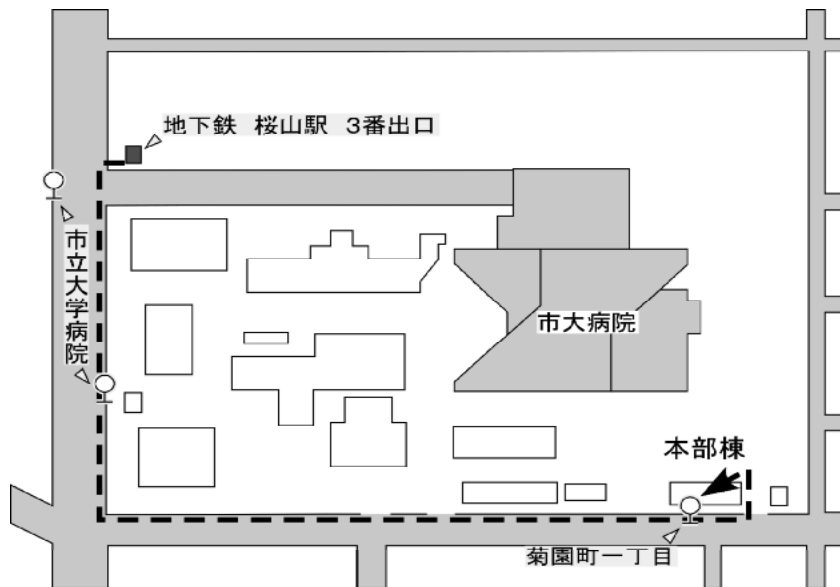 地下鉄 桜山駅 3番出口
市立大学病院
市大病院
本部棟
菊園町一丁目